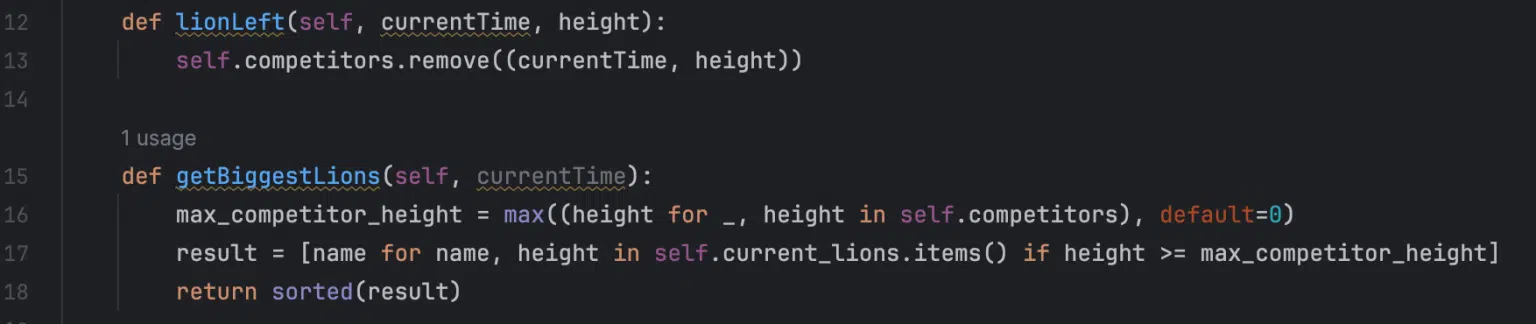 12 def lionLeft(self, currentTime, height):
13 self.competitors.remove((currentTime, height))
14
1 usage
15 def getBiggestLions(self, currentTime):
16 max_competitor_height = max((height for _, height in self.competitors), default=0)
17 result = [name for name, height in self.current_lions.items() if height >= max_competitor_height]
18 return sorted(result)